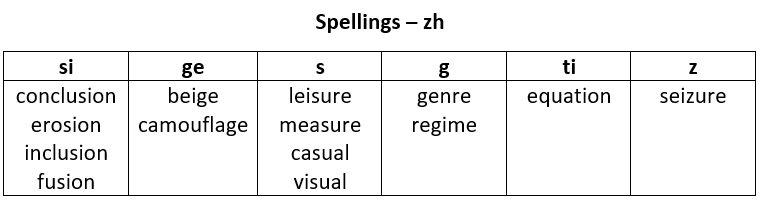 Spellings – zh
si ge s g ti z
conclusion beige leisure genre equation seizure
erosion camouflage measure regime
inclusion casual
fusion visual